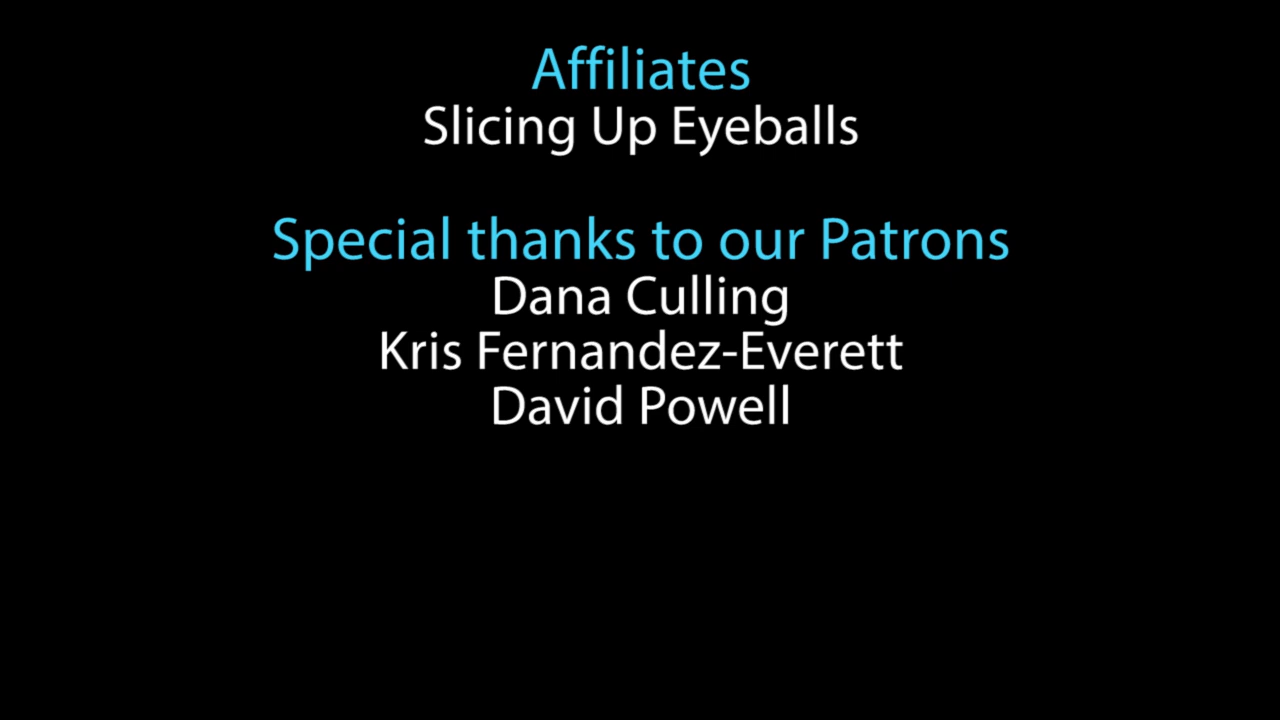 Affiliates
Slicing Up Eyeballs
Special thanks to our Patrons
Dana Culling
Kris Fernandez-Everett
David Powell